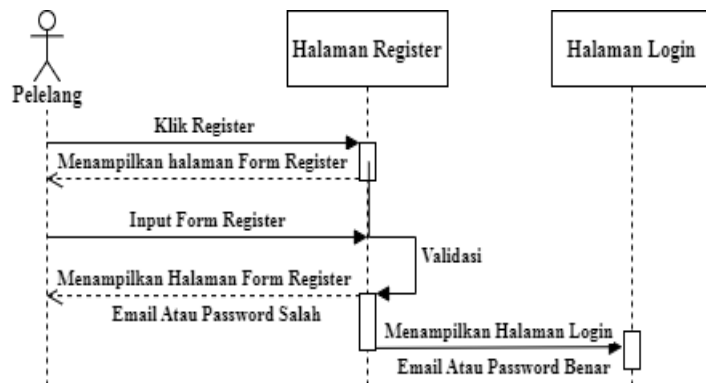 Halaman Register
Halaman Login
Pelelang
Klik Register
Menampilkan halaman Form Register
Input Form Register
Validasi
Menampilkan Halaman Form Register
Email Atau Password Salah
Menampilkan Halaman Login
Email Atau Password Benar